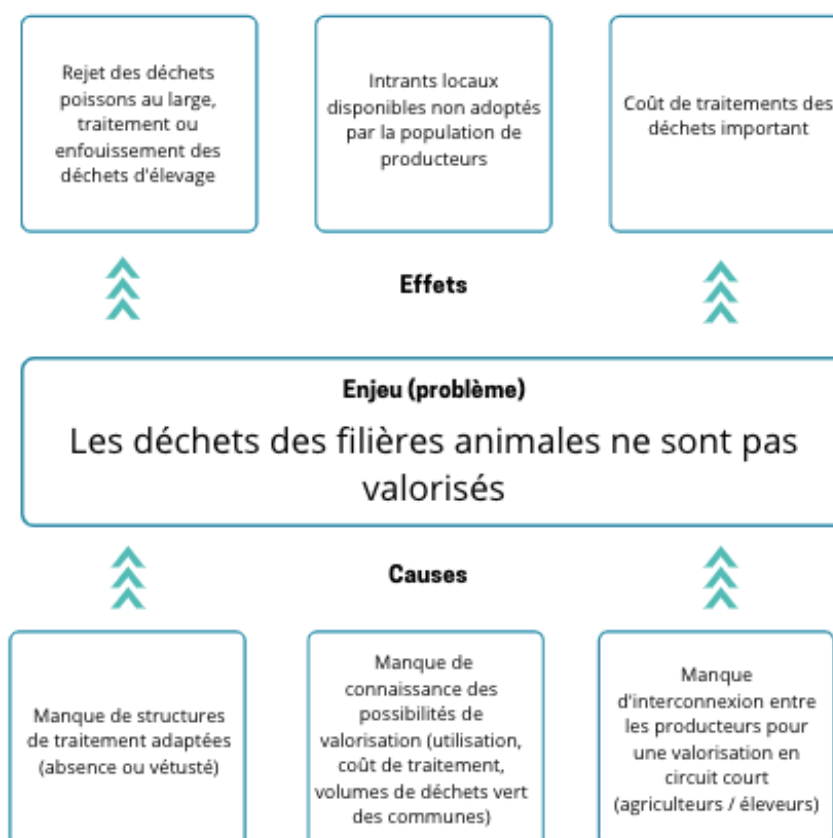 Rejet des déchets
poissons au large,
traitement ou
enfouissement des
déchets d'élevage
Intrants locaux
disponibles non adoptés
par la population de
producteurs
Coût de traitements des
déchets important
Effets
Enjeu (problème)
Les déchets des filières animales ne sont pas
valorisés
Causes
Manque de structures
de traitement adaptées
(absence ou vétusté)
Manque de
connaissance des
possibilités de
valorisation (utilisation,
coût de traitement,
volumes de déchets vert
des communes)
Manque
d'interconnexion entre
les producteurs pour
une valorisation en
circuit court
(agriculteurs / éleveurs)